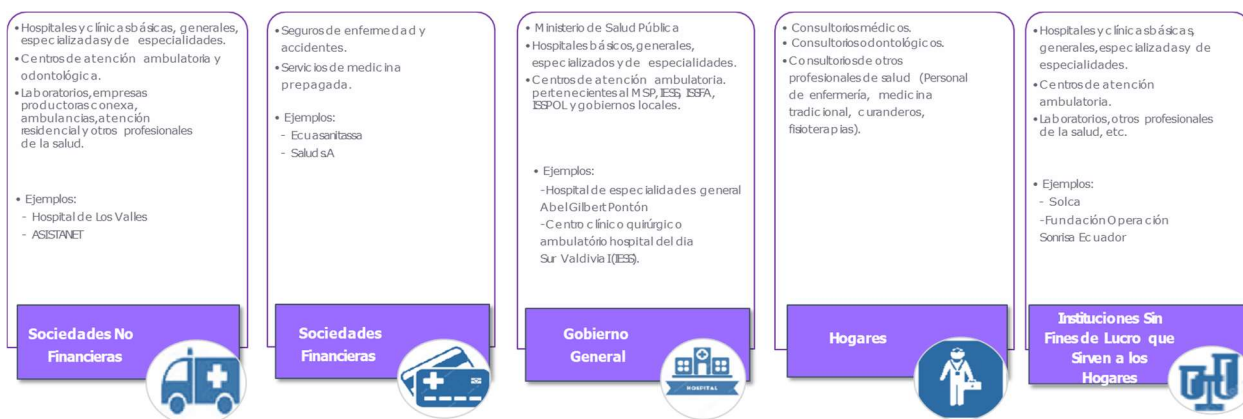 • Hospitales y clínicas básicas, generales,
especializadas y de especialidades.
• Centros de atención ambulatoria y
odontológica.
• Laboratorios, empresas
productoras conexa,
ambulancias, atención
residencial y otros profesionales
de la salud.
• Ejemplos:
- Hospital de Los Valles
- ASISTANET
Sociedades No
Financieras
• Seguros de enfermedad y
accidentes.
• Servicios de medicina
prepagada.
• Ejemplos:
- Ecuasanitas sa
- Salud s.A
Sociedades
Financieras
• Ministerio de Salud Pública
• Hospitales básicos, generales,
especializados y de especialidades.
• Centros de atención ambulatoria.
pertenecientes al MSP, IESS, ISSFA,
ISSPOL y gobiernos locales.
• Ejemplos:
-Hospital de especialidades general
Abel Gilbert Pontón
-Centro clínico quirúrgico
ambulatório hospital del dia
Sur Valdivia I (IESS).
Gobierno
General
HOSPITAL
• Consultorios médicos.
• Consultorios odontológicos.
• Consultorios de otros
profesionales de salud (Personal
de enfermería, medicina
tradicional, curanderos,
fisioterapias).
Hogares
• Hospitales y clínicas básicas,
generales, especializadas y de
especialidades.
• Centros de atención
ambulatoria.
• Laboratorios, otros profesionales
de la salud, etc.
• Ejemplos:
- Solca
-Fundación Operación
Sonrisa Ecuador
Instituciones Sin
Fines de Lucro que
Sirven a los
Hogares